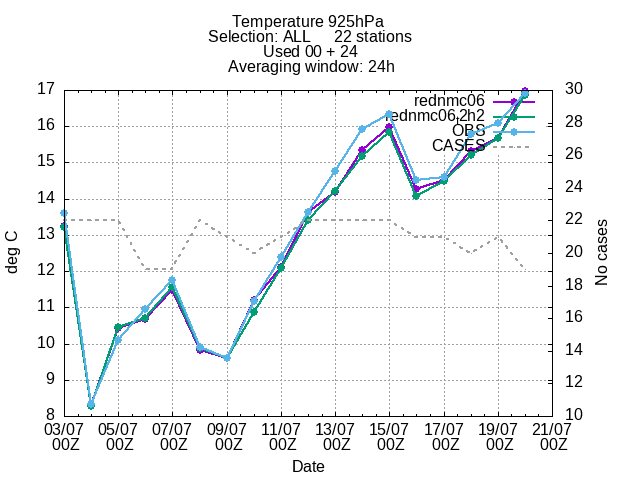 Temperature 925hPa
Selection: ALL 22 stations
Used 00 + 24
Averaging window: 24h
rednmc06
rednmc06,2h2
OBS
CASES
17
16
15
14
13
12
11
10
9
8
deg C
30
28
26
24
22
20
18
16
14
12
10
No cases
03/07 05/07 07/07 09/07 11/07 13/07 15/07 17/07 19/07 21/07
00Z 00Z 00Z 00Z 00Z 00Z 00Z 00Z 00Z 00Z
Date